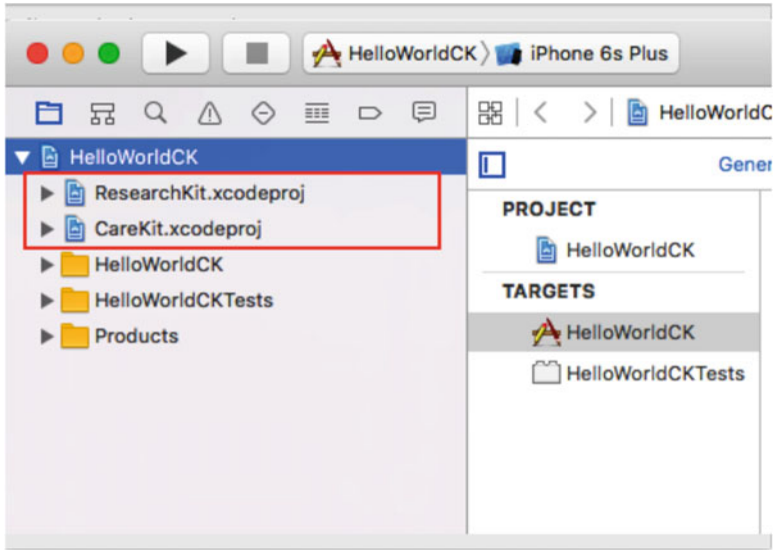 HelloWorldCK iPhone 6s Plus
HelloWorldC
HelloWorldCK
ResearchKit.xcodeproj
CareKit.xcodeproj
HelloWorldCK
HelloWorldCKTests
Products
Gener
PROJECT
HelloWorldCK
TARGETS
HelloWorldCK
HelloWorldCKTests